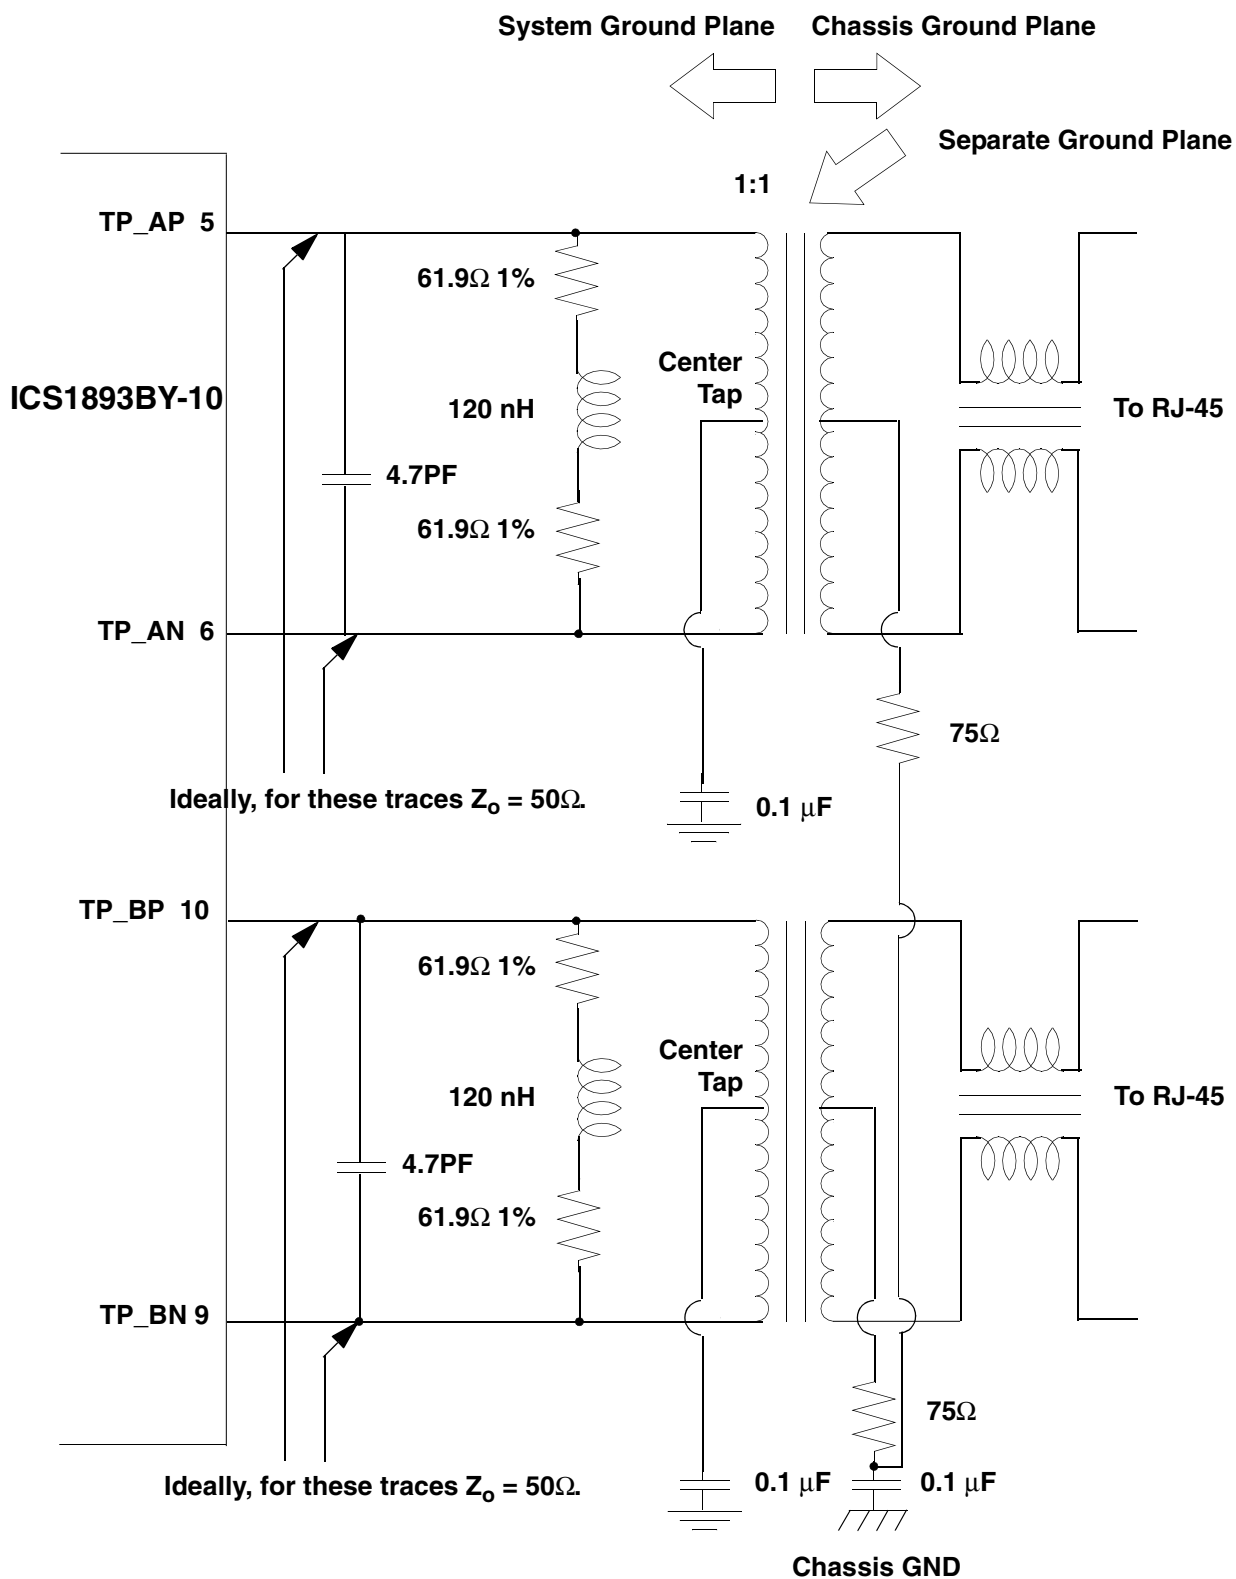 System Ground Plane Chassis Ground Plane
Separate Ground Plane
1:1
TP_AP 5
61.9Ω 1%
Center
Tap
ICS1893BY-10
120 nH
To RJ-45
4.7PF
61.9Ω 1%
TP_AN 6
75Ω
Ideally, for these traces Zo = 50Ω.
0.1 µF
TP_BP 10
61.9Ω 1%
Center
Tap
120 nH
To RJ-45
4.7PF
61.9Ω 1%
TP_BN 9
75Ω
Ideally, for these traces Zo = 50Ω.
0.1 µF
0.1 µF
Chassis GND